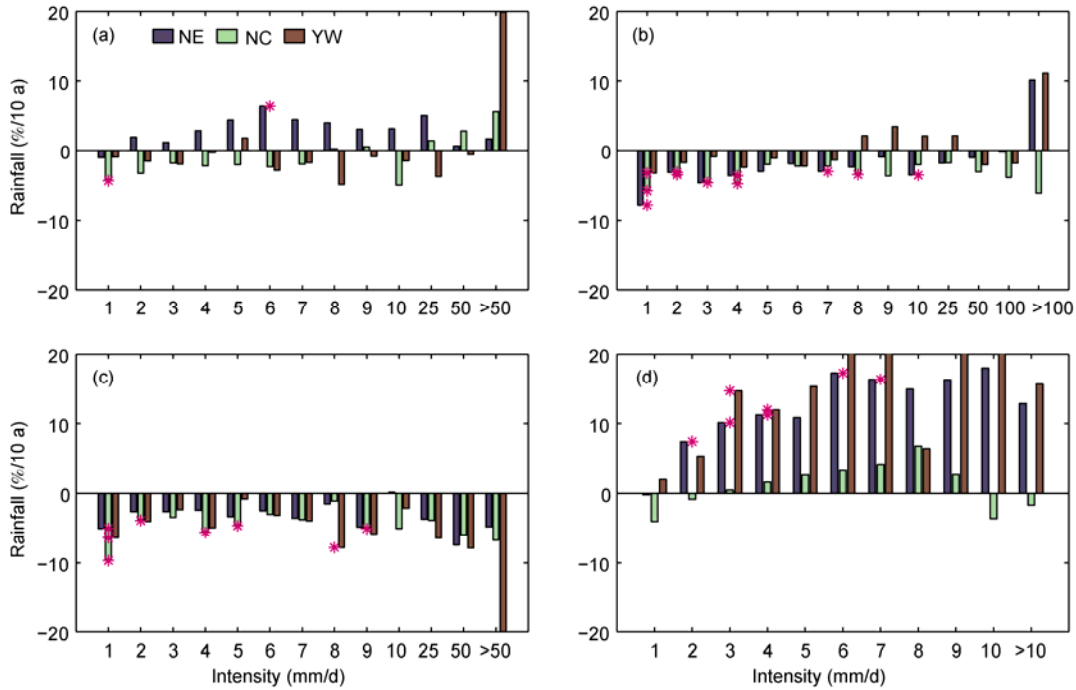 20
(a)
NE NC YW
10
0
−10
−20
Rainfall (%/10 a)
1 2 3 4 5 6 7 8 9 10 25 50 >50
20
(b)
10
0
−10
−20
Rainfall (%/10 a)
1 2 3 4 5 6 7 8 9 10 25 50 100 >100
20
(c)
10
0
−10
−20
Rainfall (%/10 a)
1 2 3 4 5 6 7 8 9 10 25 50 >50
Intensity (mm/d)
20
(d)
10
0
−10
−20
Rainfall (%/10 a)
1 2 3 4 5 6 7 8 9 10 >10
Intensity (mm/d)